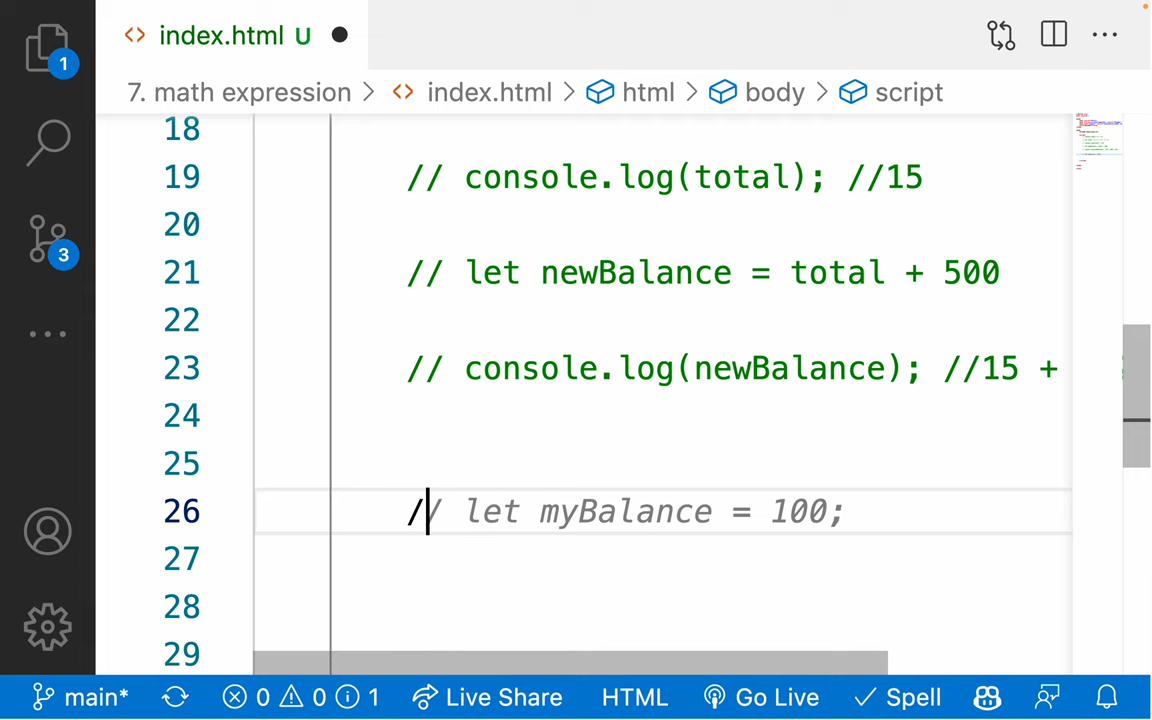 index.html U
7. math expression > index.html > html > body > script
1
3
18
19 // console.log(total); //15
20
21 // let newBalance = total + 500
22
23 // console.log(newBalance); //15 +
24
25
26 // let myBalance = 100;
27
28
29
main* 0 0 1 Live Share HTML Go Live Spell